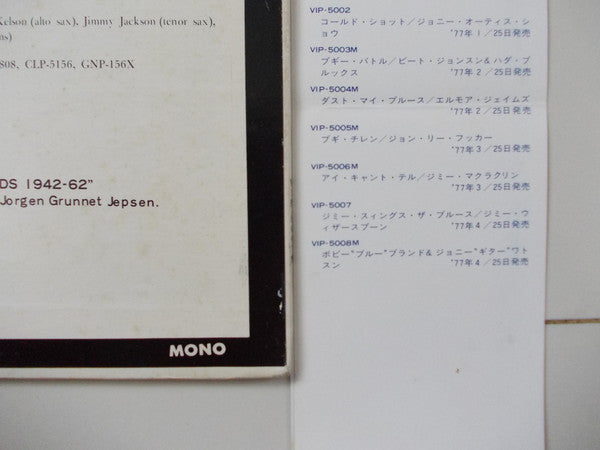 Kelson (alto sax), Jimmy Jackson (tenor sax),
ns)
808, CLP-5156, GNP-156X
DS 1942-62"
Jorgen Grunnet Jepsen.
MONO
VIP-5002
コールド・ショット／ジョニー・オーティス・シ
ョウ '77年 1／25日発売
VIP-5003M
ブギー・バトル／ピート・ジョンスン&ハダ・ブ
ルックス '77年 2／25日発売
VIP-5004M
ダスト・マイ・ブルース／エルモア・ジェイムズ
'77年 2／25日発売
VIP-5005M
ブギ・チレン／ジョン・リー・フッカー
'77年 3／25日発売
VIP-5006M
アイ・キャント・テル／ジミー・マクラクリン
'77年 3／25日発売
VIP-5007
ジミー・スィングス・ザ・ブルース／ジミー・ウ
ィザースプーン '77年 4／25日発売
VIP-5008M
ボビー"ブルー"ブランド&ジョニー"ギター"ワト
スン '77年 4／25日発売